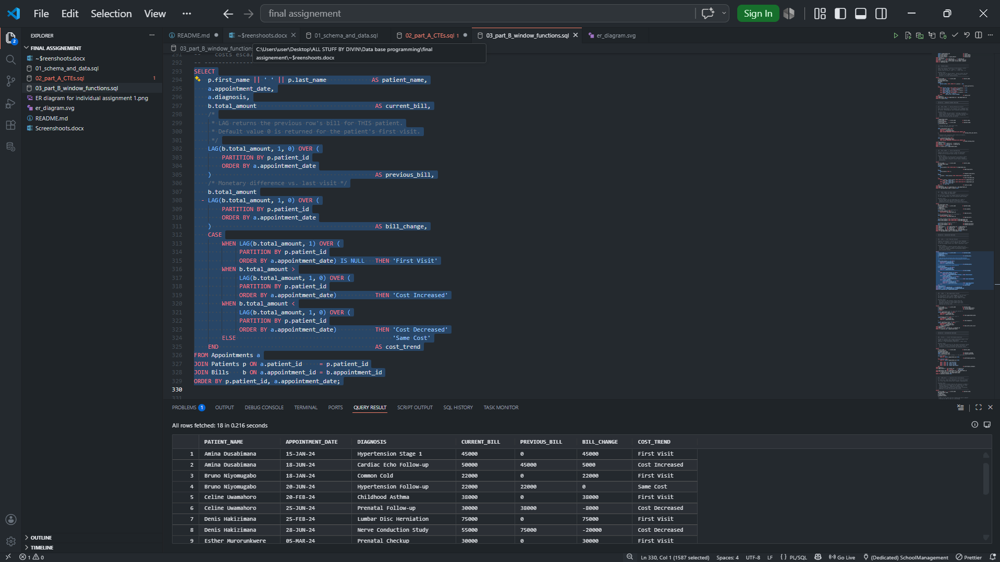 File Edit Selection View ··· final assignement Sign In
EXPLORER ···
README.md
~$reenshoots.docx
01_schema_and_data.sql
02_part_A_CTEs.sql 1
03_part_B_window_functions.sql
er_diagram.svg
FINAL ASSIGNEMENT
~$reenshoots.docx
01_schema_and_data.sql
02_part_A_CTEs.sql 1
03_part_B_window_functions.sql
ER diagram for individual assignment 1.png
er_diagram.svg
README.md
Screenshoots.docx
OUTLINE
TIMELINE
03_part_B_window_functions
C:\Users\user\Desktop\ALL STUFF BY DIVIN\Data base programming\final
assignement\~$reenshoots.docx
291 -- costs escal
292 -- --------------
293 SELECT
294 p.first_name || ' ' || p.last_name AS patient_name,
295 a.appointment_date,
296 a.diagnosis,
297 b.total_amount AS current_bill,
298 /*
299 * LAG returns the previous row's bill for THIS patient.
300 * Default value 0 is returned for the patient's first visit.
301 */
302 LAG(b.total_amount, 1, 0) OVER (
303 PARTITION BY p.patient_id
304 ORDER BY a.appointment_date
305 ) AS previous_bill,
306 /* Monetary difference vs. last visit */
307 b.total_amount
308 - LAG(b.total_amount, 1, 0) OVER (
309 PARTITION BY p.patient_id
310 ORDER BY a.appointment_date
311 ) AS bill_change,
312 CASE
313 WHEN LAG(b.total_amount, 1) OVER (
314 PARTITION BY p.patient_id
315 ORDER BY a.appointment_date) IS NULL THEN 'First Visit'
316 WHEN b.total_amount >
317 LAG(b.total_amount, 1, 0) OVER (
318 PARTITION BY p.patient_id
319 ORDER BY a.appointment_date) THEN 'Cost Increased'
320 WHEN b.total_amount <
321 LAG(b.total_amount, 1, 0) OVER (
322 PARTITION BY p.patient_id
323 ORDER BY a.appointment_date) THEN 'Cost Decreased'
324 ELSE 'Same Cost'
325 END AS cost_trend
326 FROM Appointments a
327 JOIN Patients p ON a.patient_id = p.patient_id
328 JOIN Bills b ON a.appointment_id = b.appointment_id
329 ORDER BY p.patient_id, a.appointment_date;
330
331
PROBLEMS 1 OUTPUT DEBUG CONSOLE TERMINAL PORTS QUERY RESULT SCRIPT OUTPUT SQL HISTORY TASK MONITOR
All rows fetched: 18 in 0.216 seconds
PATIENT_NAME APPOINTMENT_DATE DIAGNOSIS CURRENT_BILL PREVIOUS_BILL BILL_CHANGE COST_TREND
1 Amina Dusabimana 15-JAN-24 Hypertension Stage 1 45000 0 45000 First Visit
2 Amina Dusabimana 18-JUN-24 Cardiac Echo Follow-up 50000 45000 5000 Cost Increased
3 Bruno Niyomugabo 18-JAN-24 Common Cold 22000 0 22000 First Visit
4 Bruno Niyomugabo 20-JUN-24 Hypertension Follow-up 22000 22000 0 Same Cost
5 Celine Uwamahoro 20-FEB-24 Childhood Asthma 38000 0 38000 First Visit
6 Celine Uwamahoro 25-JUN-24 Prenatal Follow-up 30000 38000 -8000 Cost Decreased
7 Denis Hakizimana 25-FEB-24 Lumbar Disc Herniation 75000 0 75000 First Visit
8 Denis Hakizimana 28-JUN-24 Nerve Conduction Study 55000 75000 -20000 Cost Decreased
9 Esther Murorunkwere 05-MAR-24 Prenatal Checkup 30000 0 30000 First Visit
1 0 Ln 330, Col 1 (1587 selected) Spaces: 4 UTF-8 LF {} PL/SQL Go Live (Dedicated) SchoolManagement Prettier